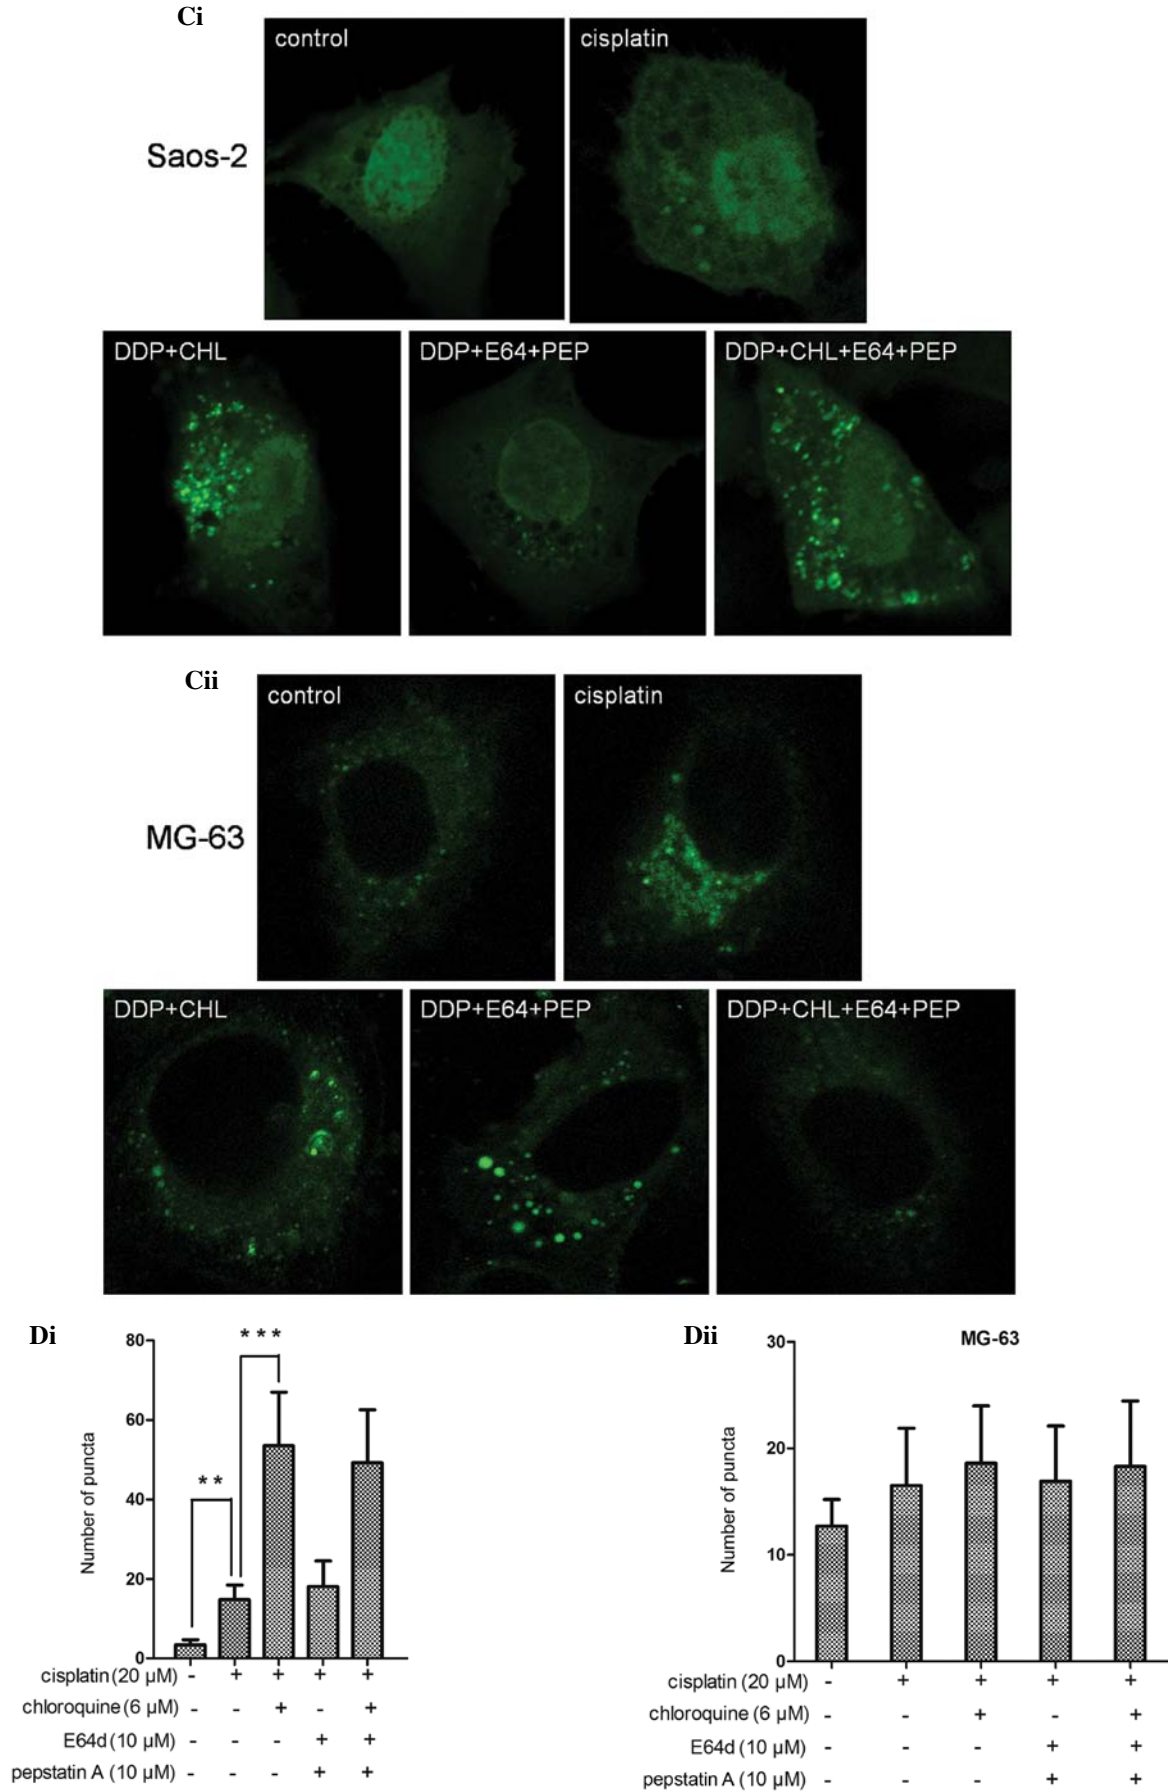 Ci
control
cisplatin
Saos-2
DDP+CHL
DDP+E64+PEP
DDP+CHL+E64+PEP
Cii
control
cisplatin
MG-63
DDP+CHL
DDP+E64+PEP
DDP+CHL+E64+PEP
Di
80
60
40
20
0
Number of puncta
* *
* * *
cisplatin (20 µM) - + + + +
chloroquine (6 µM) - - + - +
E64d (10 µM) - - - + +
pepstatin A (10 µM) - - - + +
Dii
MG-63
30
20
10
0
Number of puncta
cisplatin (20 µM) - + + + +
chloroquine (6 µM) - - + - +
E64d (10 µM) - - - + +
pepstatin A (10 µM) - - - + +